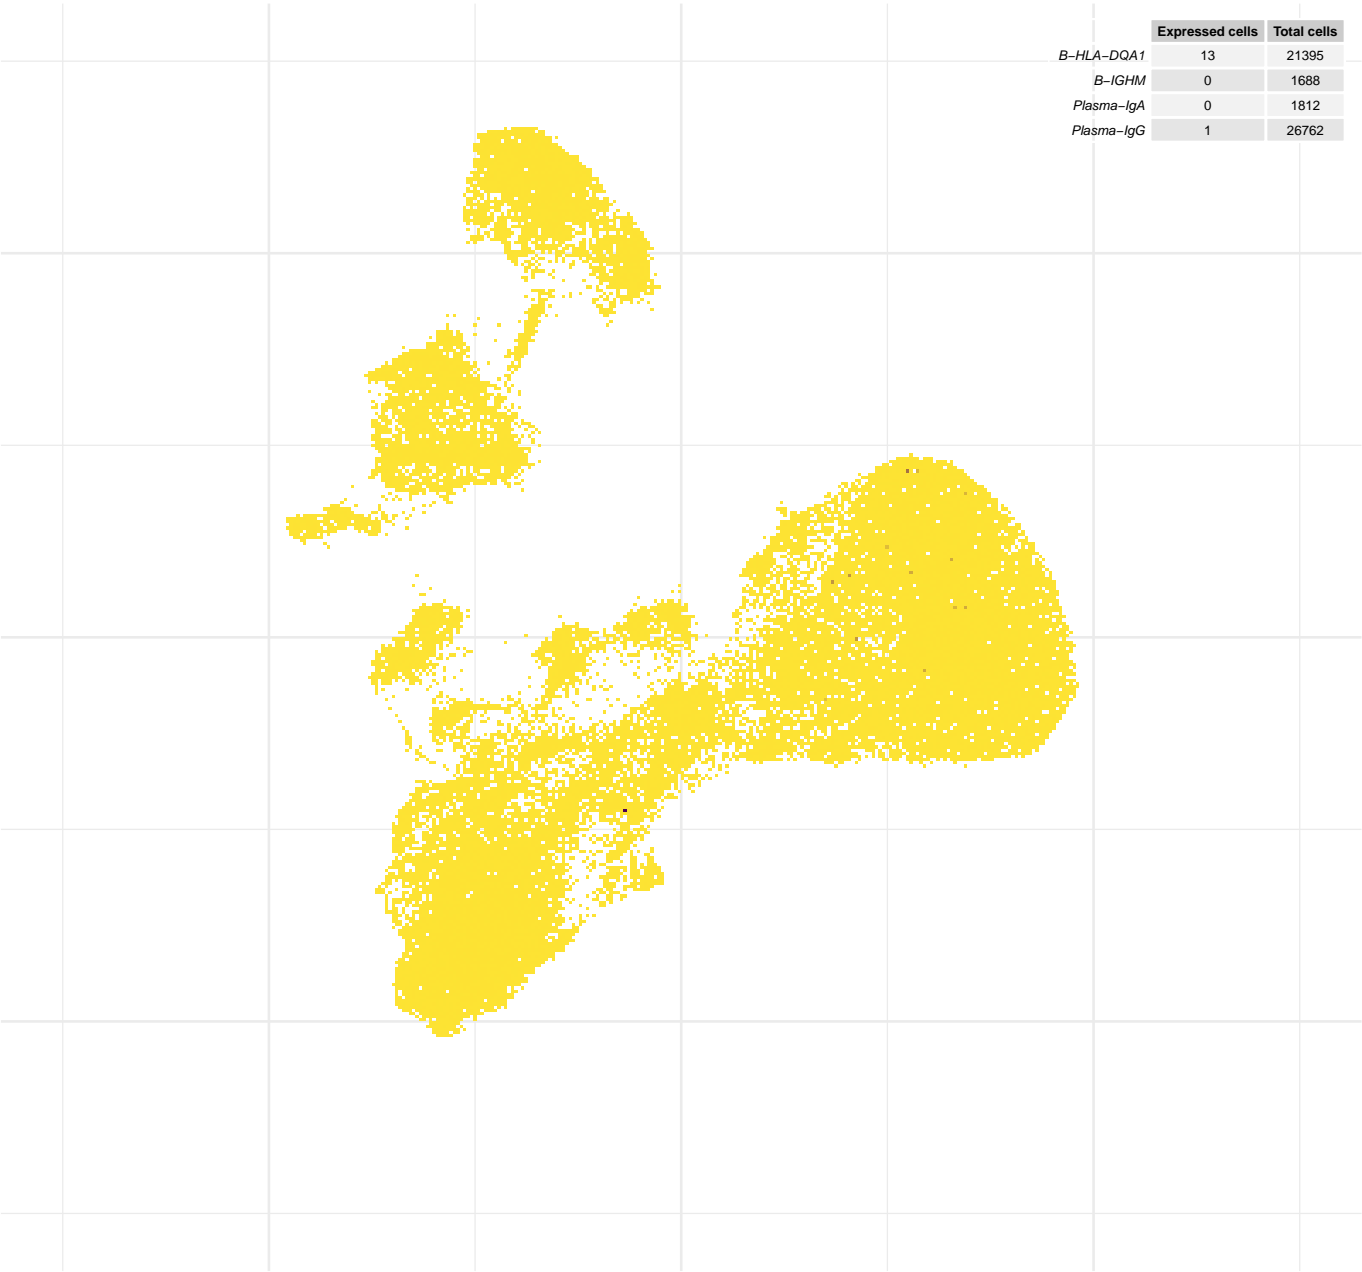 Expressed cells Total cells
B−HLA−DQA1 13 21395
B−IGHM 0 1688
Plasma−IgA 0 1812
Plasma−IgG 1 26762